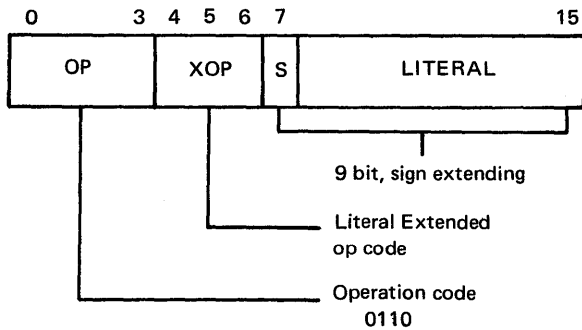 0 3 4 5 6 7 15
OP XOP S LITERAL
9 bit, sign extending
Literal Extended
op code
Operation code
0110